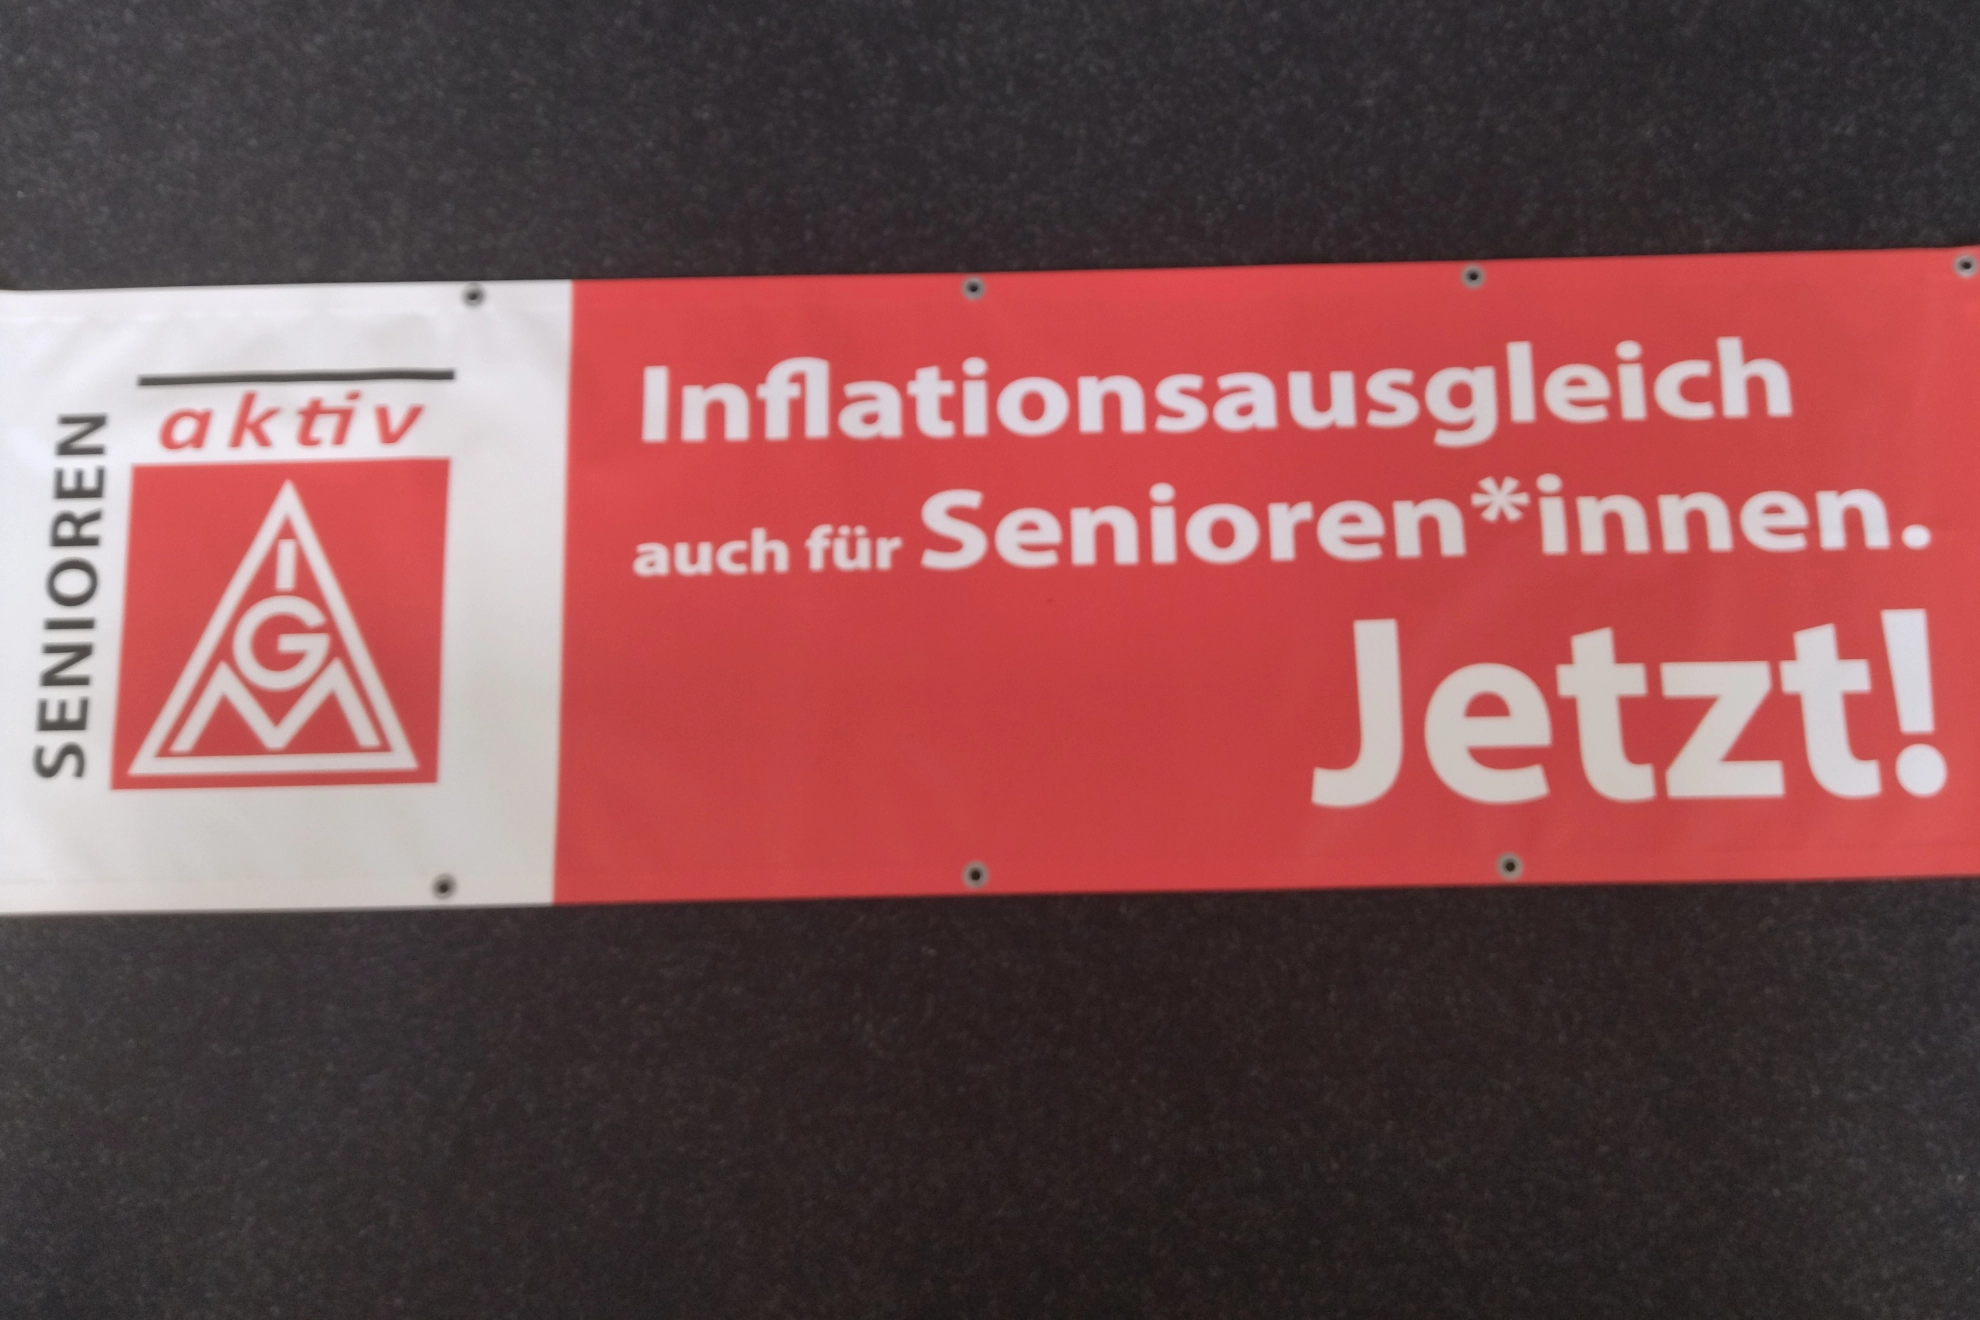 SENIOREN
aktiv
IGM
Inflationsausgleich
auch für Senioren*innen.
Jetzt!